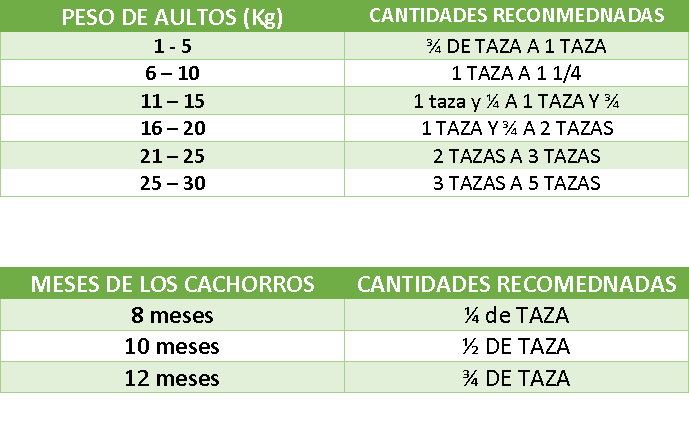 PESO DE AULTOS (Kg) CANTIDADES RECONMEDNADAS
1 - 5 ¾ DE TAZA A 1 TAZA
6 – 10 1 TAZA A 1 1/4
11 – 15 1 taza y ¼ A 1 TAZA Y ¾
16 – 20 1 TAZA Y ¾ A 2 TAZAS
21 – 25 2 TAZAS A 3 TAZAS
25 – 30 3 TAZAS A 5 TAZAS
MESES DE LOS CACHORROS CANTIDADES RECOMEDNADAS
8 meses ¼ de TAZA
10 meses ½ DE TAZA
12 meses ¾ DE TAZA